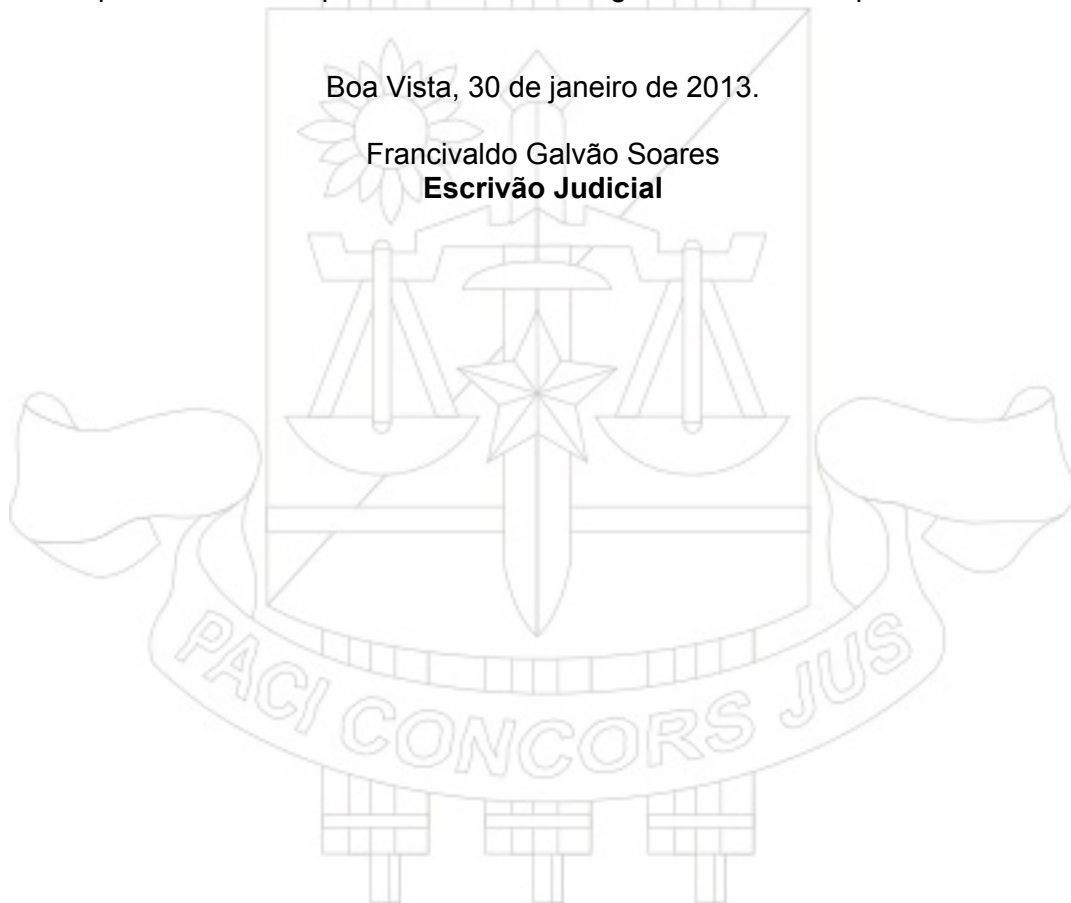 Boa Vista, 30 de janeiro de 2013.
Francivaldo Galvão Soares
Escrivão Judicial
PACI CONCORS JUS